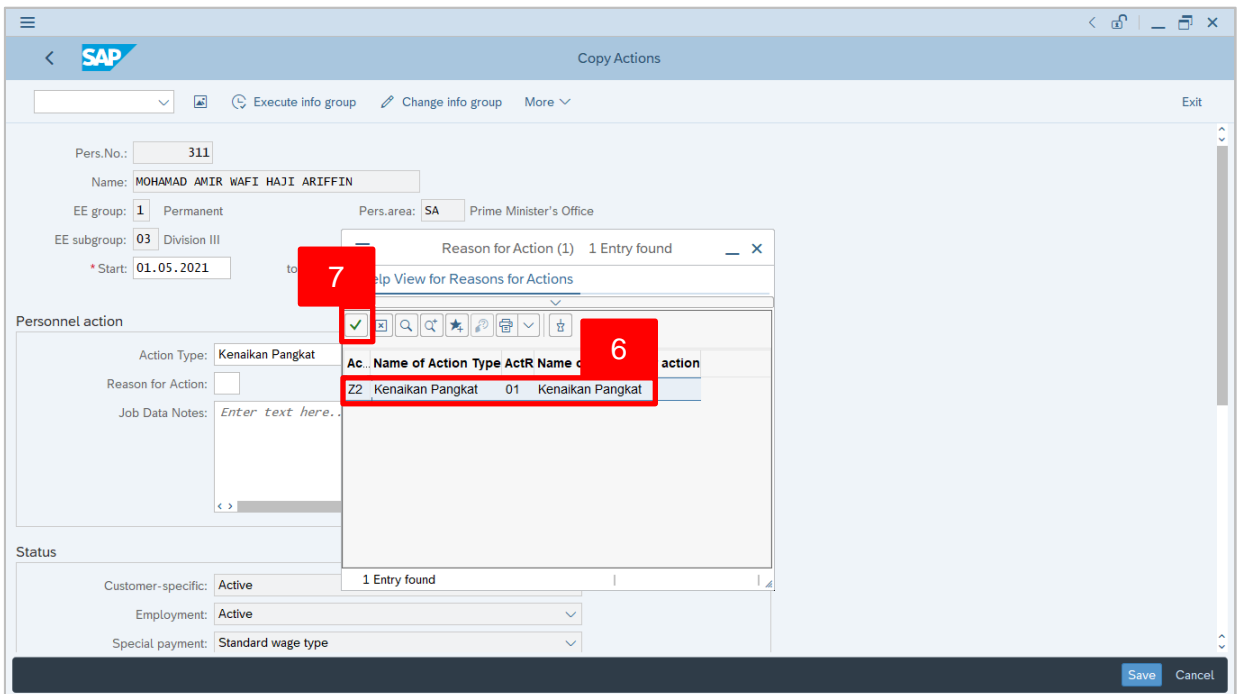 SAP
Copy Actions
Execute info group Change info group More Exit
Pers.No.: 311
Name: MOHAMAD AMIR WAFI HAJI ARIFFIN
EE group: 1 Permanent Pers.area: SA Prime Minister's Office
EE subgroup: 03 Division III
* Start: 01.05.2021 to
Reason for Action (1) 1 Entry found
7
elp View for Reasons for Actions
Personnel action
6
Action Type: Kenaikan Pangkat
Ac.. Name of Action Type ActR Name action
Reason for Action:
Z2 Kenaikan Pangkat 01 Kenaikan Pangkat
Job Data Notes: Enter text here..
Status
1 Entry found
Customer-specific: Active
Employment: Active
Special payment: Standard wage type
Save Cancel